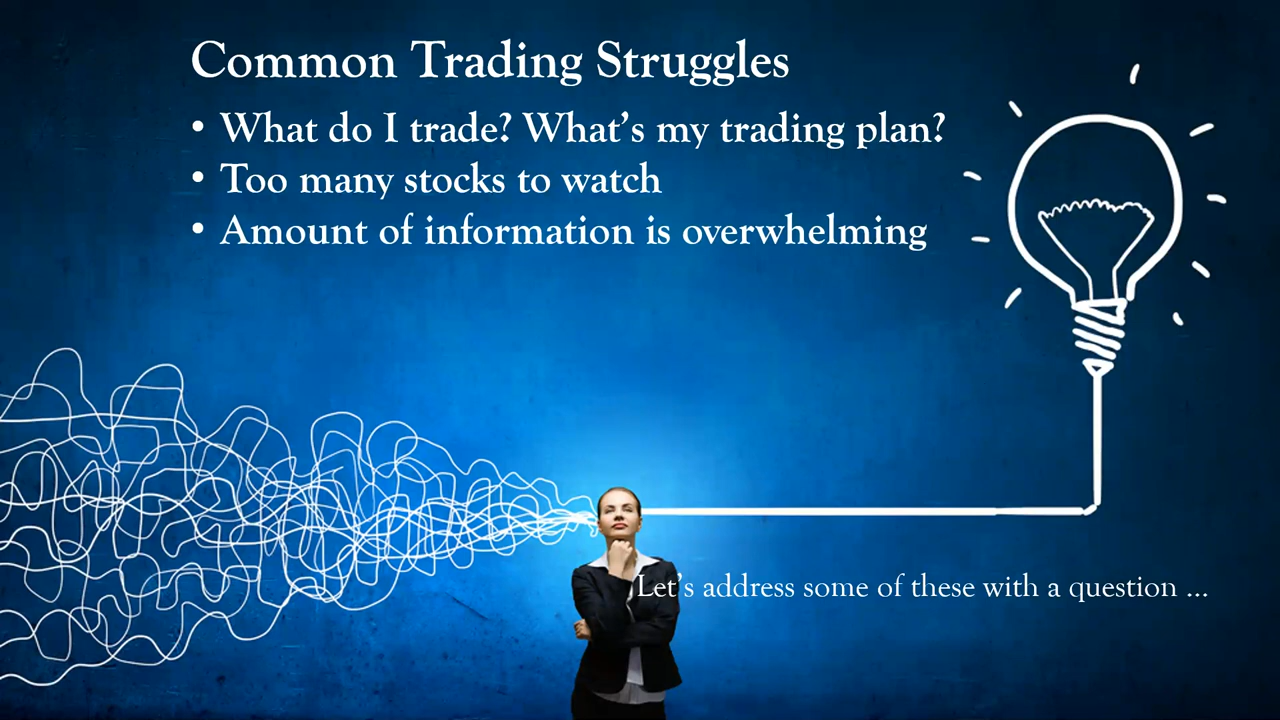 Common Trading Struggles
• What do I trade? What’s my trading plan?
• Too many stocks to watch
• Amount of information is overwhelming
Let’s address some of these with a question ...